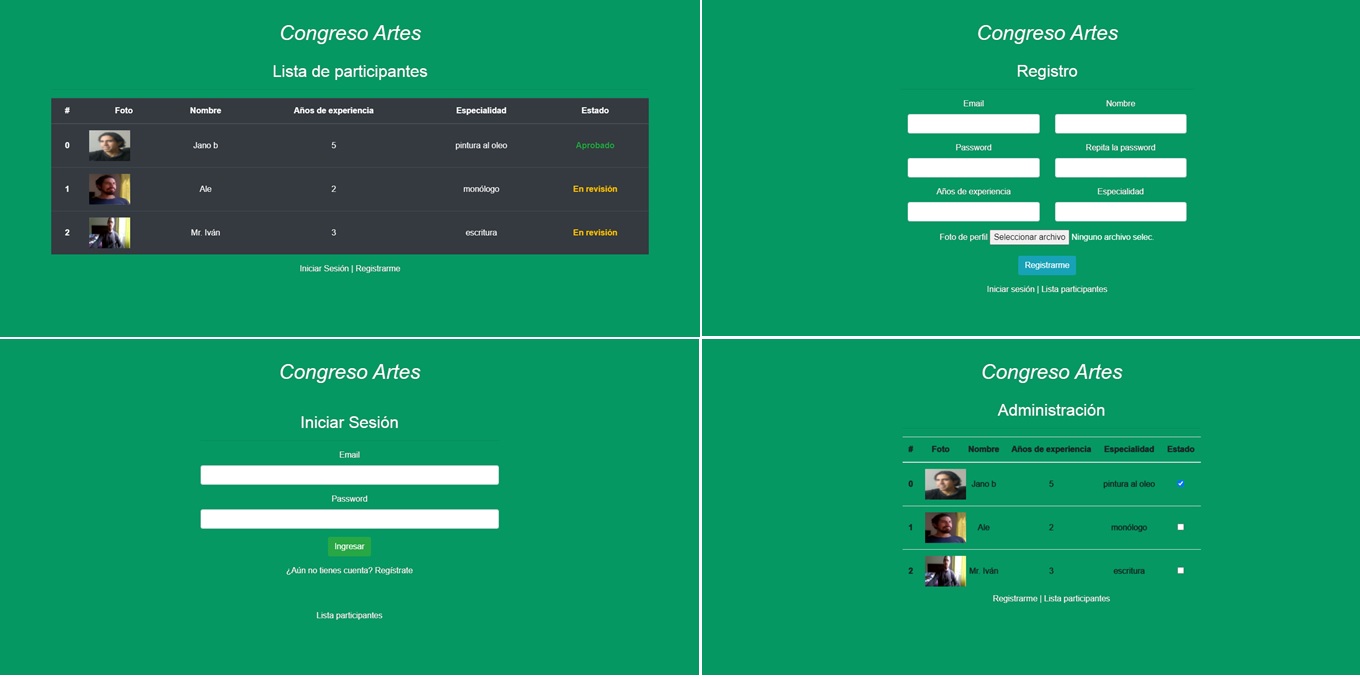 Congreso Artes
Lista de participantes
# Foto Nombre Años de experiencia Especialidad Estado
0 Jano b 5 pintura al oleo Aprobado
1 Ale 2 monólogo En revisión
2 Mr. Iván 3 escritura En revisión
Iniciar Sesión | Registrarme
Congreso Artes
Registro
Email Nombre
Password Repita la password
Años de experiencia Especialidad
Foto de perfil Seleccionar archivo Ninguno archivo selec.
Registrarme
Iniciar sesión | Lista participantes
Congreso Artes
Iniciar Sesión
Email
Password
Ingresar
¿Aún no tienes cuenta? Regístrate
Lista participantes
Congreso Artes
Administración
# Foto Nombre Años de experiencia Especialidad Estado
0 Jano b 5 pintura al oleo
1 Ale 2 monólogo
2 Mr. Iván 3 escritura
Registrarme | Lista participantes